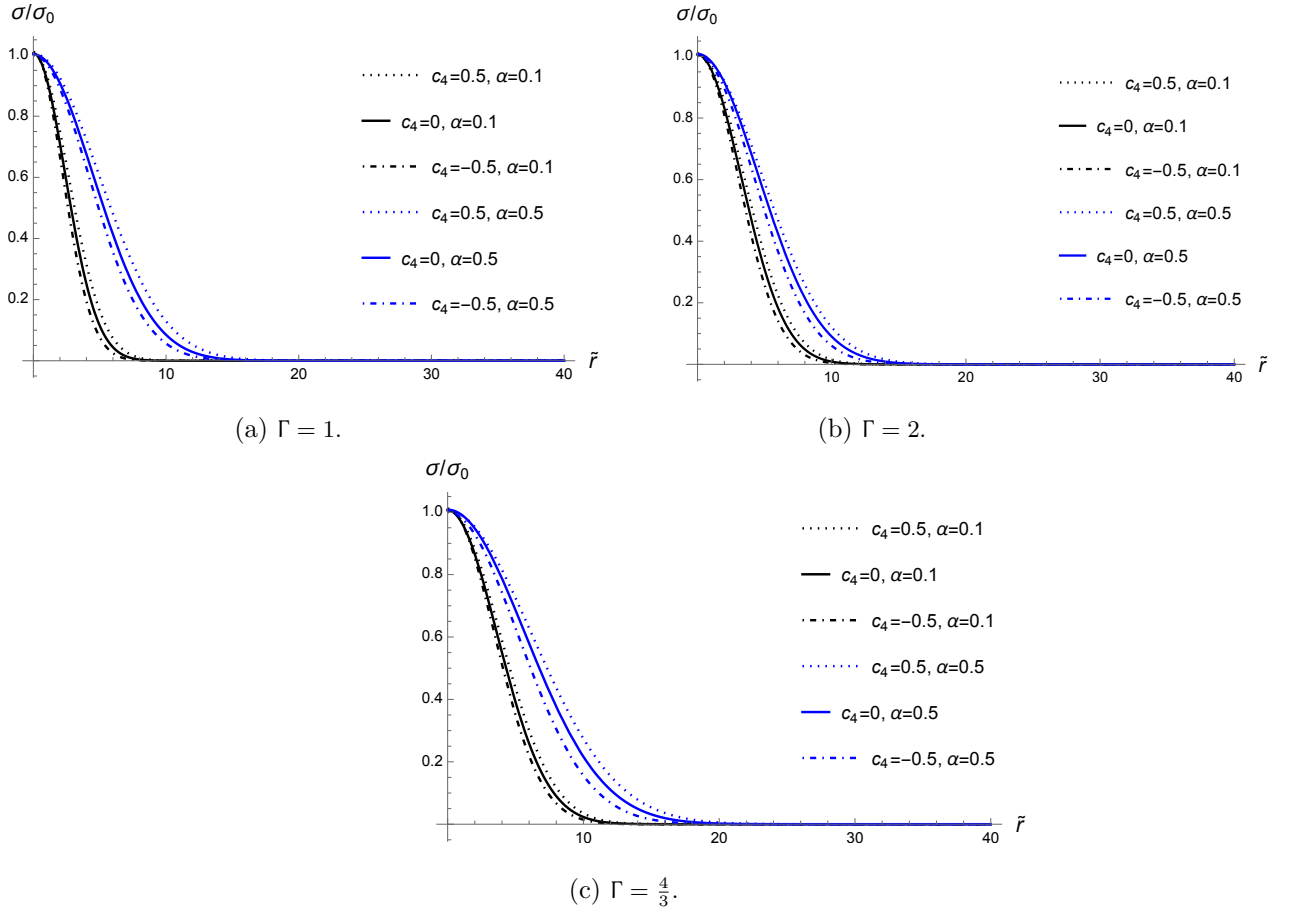 σ/σ₀
1.0
0.8
0.6
0.4
0.2
10
20
30
40
r̃
c₄=0.5, α=0.1
c₄=0, α=0.1
c₄=−0.5, α=0.1
c₄=0.5, α=0.5
c₄=0, α=0.5
c₄=−0.5, α=0.5
(a) Γ = 1.
σ/σ₀
1.0
0.8
0.6
0.4
0.2
10
20
30
40
r̃
c₄=0.5, α=0.1
c₄=0, α=0.1
c₄=−0.5, α=0.1
c₄=0.5, α=0.5
c₄=0, α=0.5
c₄=−0.5, α=0.5
(b) Γ = 2.
σ/σ₀
1.0
0.8
0.6
0.4
0.2
10
20
30
40
r̃
c₄=0.5, α=0.1
c₄=0, α=0.1
c₄=−0.5, α=0.1
c₄=0.5, α=0.5
c₄=0, α=0.5
c₄=−0.5, α=0.5
(c) Γ = 4/3.